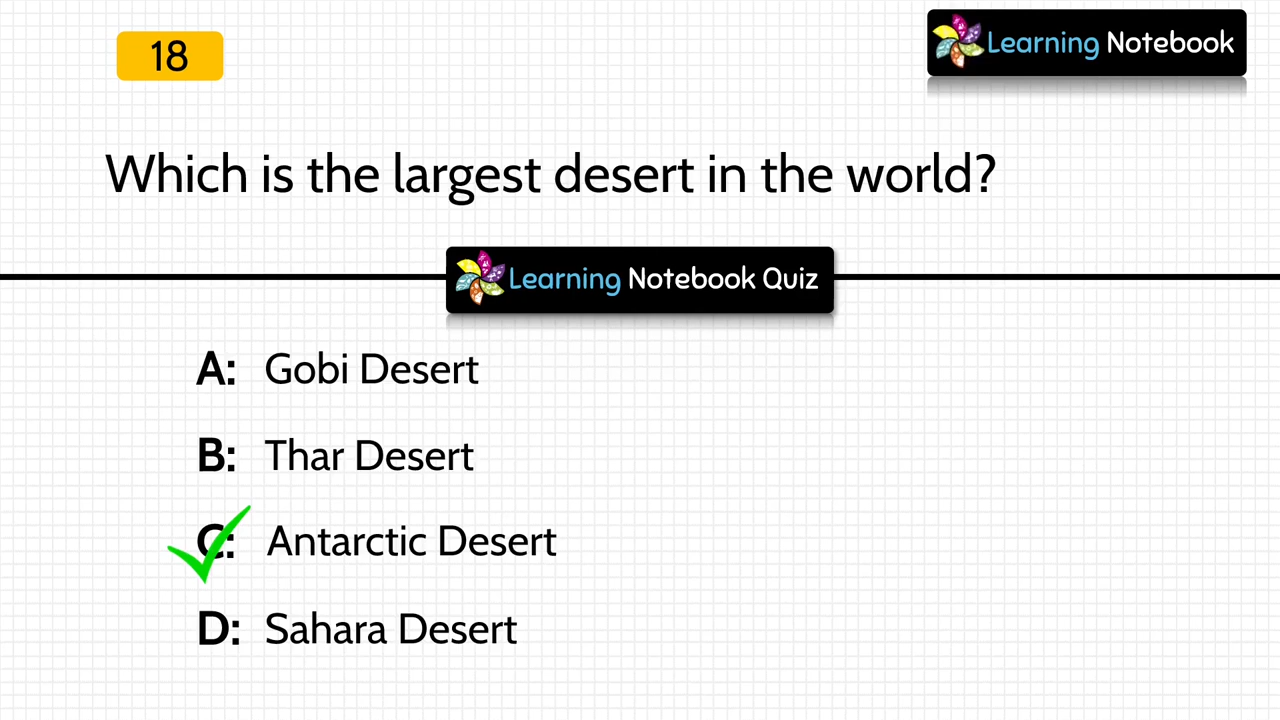 18
Learning Notebook
Which is the largest desert in the world?
Learning Notebook Quiz
A: Gobi Desert
B: Thar Desert
C: Antarctic Desert
D: Sahara Desert